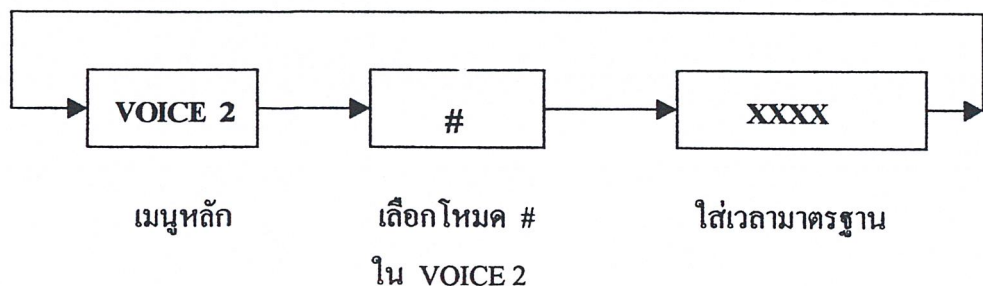 VOICE 2
#
XXXX
เมนูหลัก
เลือกโหมด #
ใส่เวลามาตรฐาน
ใน VOICE 2